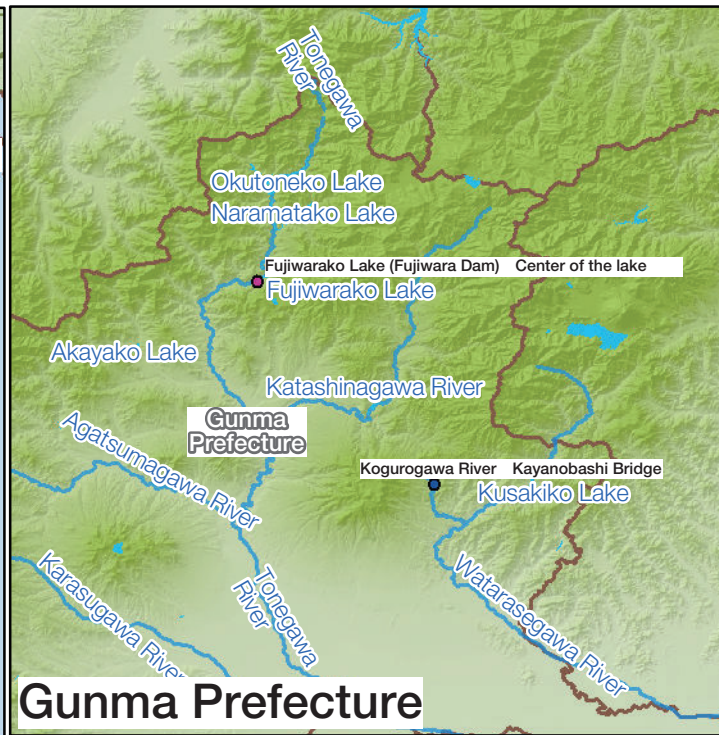 Tonegawa
River
Okutoneko Lake
Naramatako Lake
Fujiwarako Lake (Fujiwara Dam) Center of the lake
Fujiwarako Lake
Akayako Lake
Katashinagawa River
Gunma
Prefecture
Agatsumagawa River
Kogurogawa River Kayanobashi Bridge
Kusakiko Lake
Karasugawa River
Tonegawa
River
Watarasegawa River
Gunma Prefecture